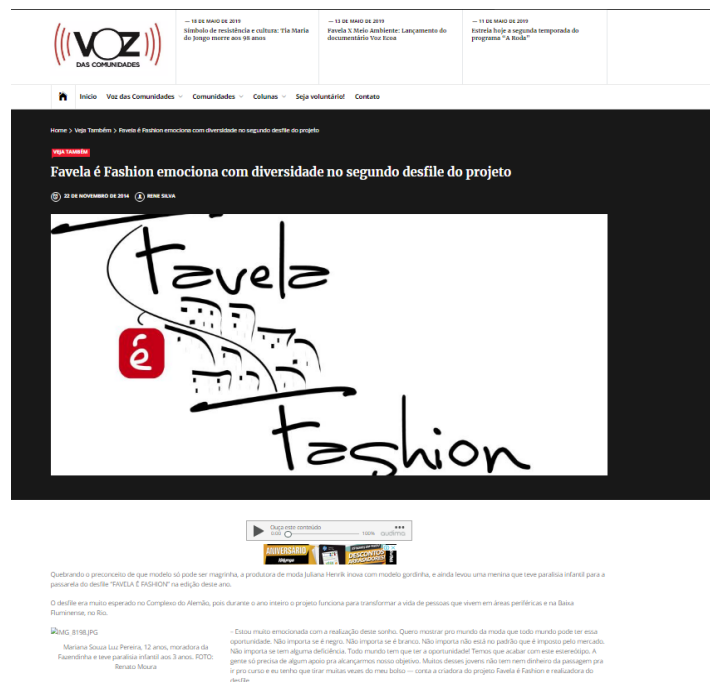 VOZ
DAS COMUNIDADES
— 18 DE MAIO DE 2019
Símbolo de resistência e cultura: Tia Maria
do Jongo morre aos 98 anos
— 13 DE MAIO DE 2019
Favela X Meio Ambiente: Lançamento do
documentário Voz Ecoa
— 11 DE MAIO DE 2019
Estreia hoje a segunda temporada do
programa "A Roda"
Inicio Voz das Comunidades Comunidades Colunas Seja voluntário! Contato
Home > Veja Também > Favela é Fashion emociona com diversidade no segundo desfile do projeto
VEJA TAMBÉM
Favela é Fashion emociona com diversidade no segundo desfile do projeto
22 DE NOVEMBRO DE 2014 RENE SILVA
Favela
é
Fashion
Ouça este conteúdo
0:00 100% audima
ANIVERSÁRIO
DESCONTOS
ARRASADORES
Quebrando o preconceito de que modelo só pode ser magrinha, a produtora de moda Juliana Henrik inova com modelo gordinha, e ainda levou uma menina que teve paralisia infantil para a
passarela do desfile "FAVELA É FASHION" na edição deste ano.
O desfile era muito esperado no Complexo do Alemão, pois durante o ano inteiro o projeto funciona para transformar a vida de pessoas que vivem em áreas periféricas e na Baixa
Fluminense, no Rio.
IMG_8198.JPG
Mariana Souza Luz Pereira, 12 anos, moradora da
Fazendinha e teve paralisia infantil aos 3 anos. FOTO:
Renato Moura
– Estou muito emocionada com a realização deste sonho. Quero mostrar pro mundo da moda que todo mundo pode ter essa
oportunidade. Não importa se é negro. Não importa se é branco. Não importa não está no padrão que é imposto pelo mercado.
Não importa se tem alguma deficiência. Todo mundo tem que ter a oportunidade! Temos que acabar com esse estereótipo. A
gente só precisa de algum apoio pra alcançarmos nosso objetivo. Muitos desses jovens não tem nem dinheiro da passagem pra
ir pro curso e eu tenho que tirar muitas vezes do meu bolso — conta a criadora do projeto Favela é Fashion e realizadora do
desfile.